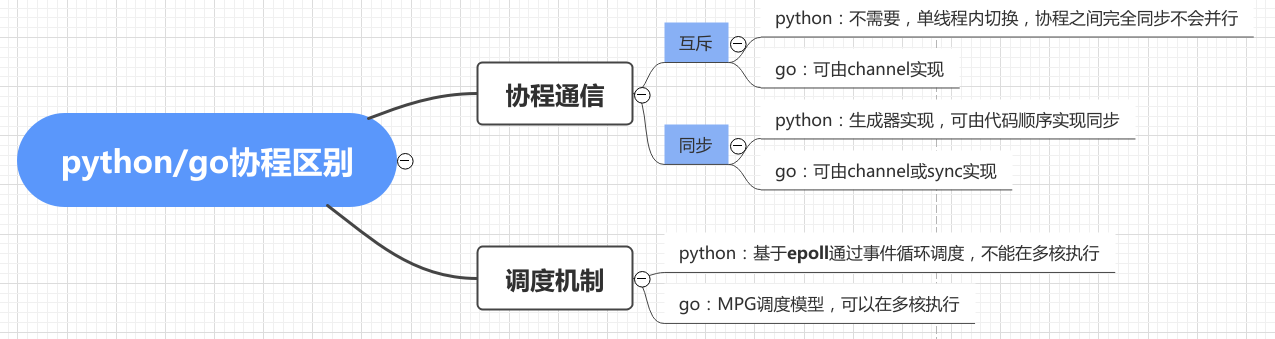 python/go协程区别
协程通信
互斥
python：不需要，单线程内切换，协程之间完全同步不会并行
go：可由channel实现
同步
python：生成器实现，可由代码顺序实现同步
go：可由channel或sync实现
调度机制
python：基于epoll通过事件循环调度，不能在多核执行
go：MPG调度模型，可以在多核执行